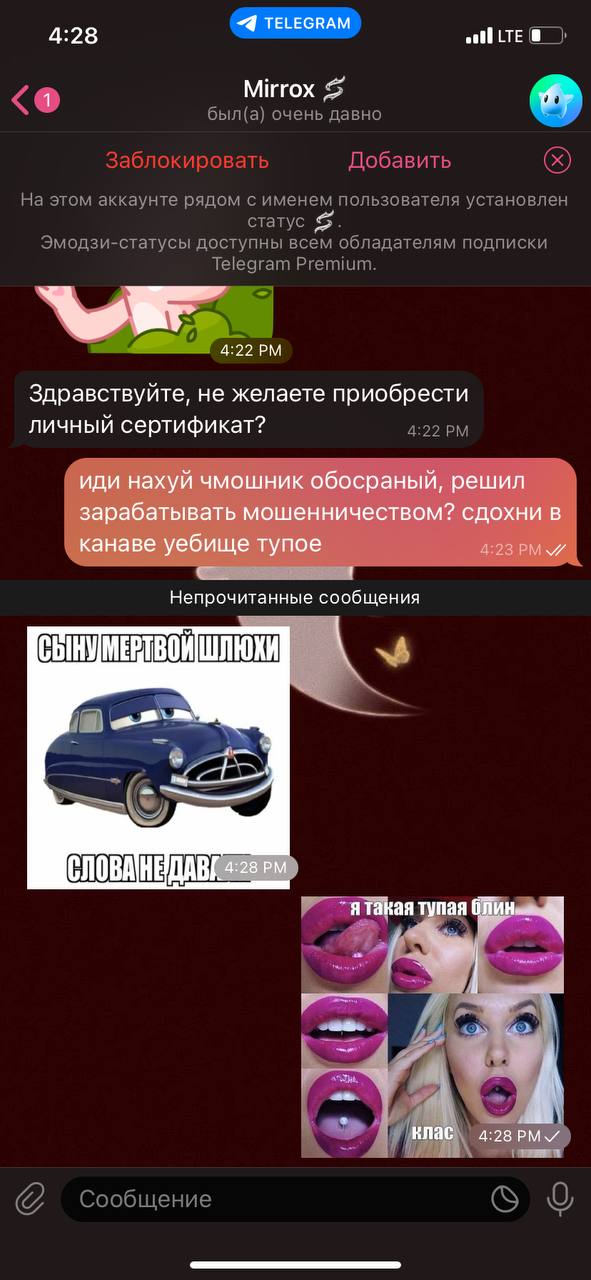 4:28
TELEGRAM
LTE
1
Mirrox
был(а) очень давно
Заблокировать
Добавить
На этом аккаунте рядом с именем пользователя установлен
статус .
Эмодзи-статусы доступны всем обладателям подписки
Telegram Premium.
4:22 PM
Здравствуйте, не желаете приобрести
личный сертификат?
4:22 PM
иди нахуй чмошник обосраный, решил
зарабатывать мошенничеством? сдохни в
канаве уебище тупое
4:23 PM
Непрочитанные сообщения
СЫНУ МЕРТВОЙ ШЛЮХИ
СЛОВА НЕ
4:28 PM
я такая тупая блин
клас
4:28 PM
Сообщение